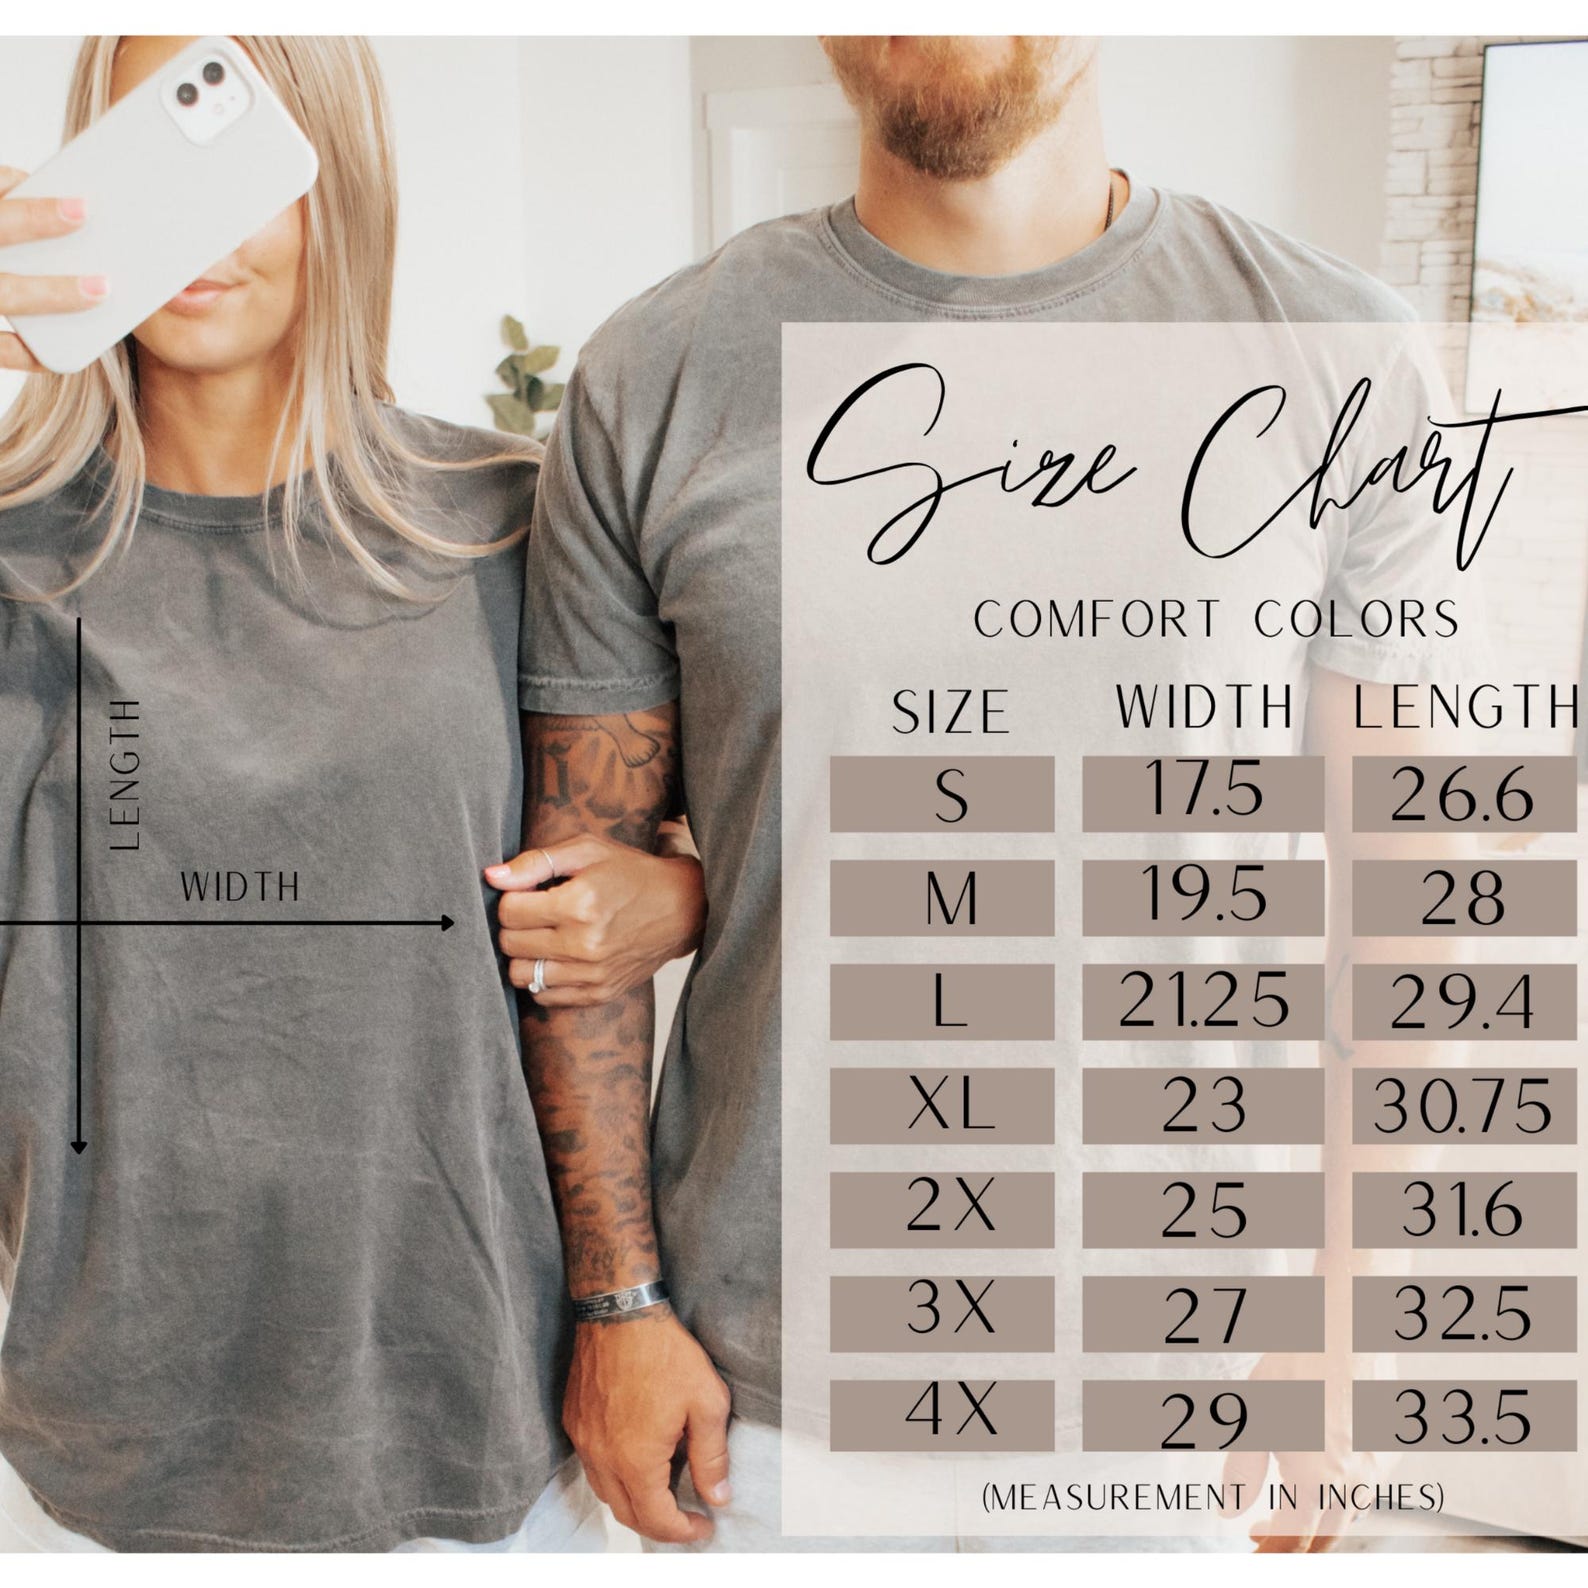 Size Chart
COMFORT COLORS
SIZE WIDTH LENGTH
S 17.5 26.6
M 19.5 28
L 21.25 29.4
XL 23 30.75
2X 25 31.6
3X 27 32.5
4X 29 33.5
(MEASUREMENT IN INCHES)
LENGTH
WIDTH